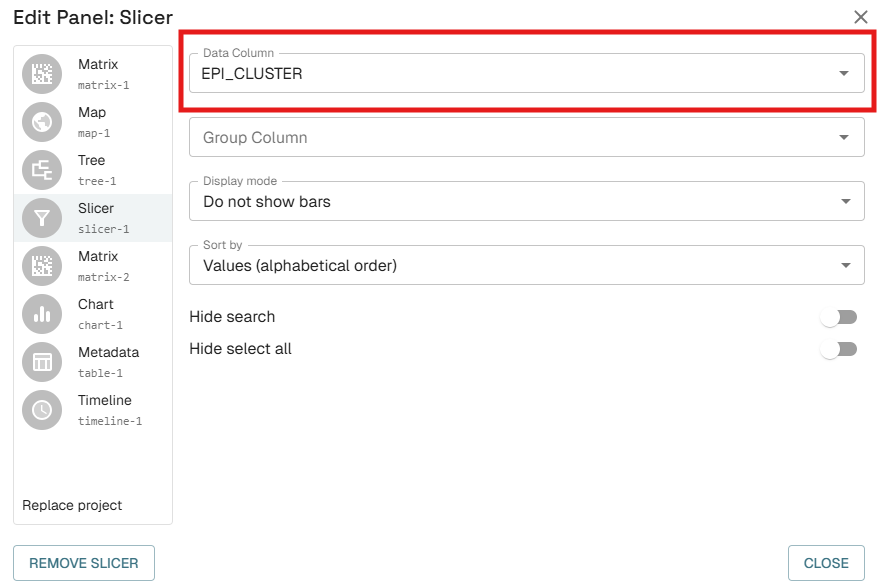 Edit Panel: Slicer
Matrix
matrix-1
Map
map-1
Tree
tree-1
Slicer
slicer-1
Matrix
matrix-2
Chart
chart-1
Metadata
table-1
Timeline
timeline-1
Replace project
Data Column
EPI_CLUSTER
Group Column
Display mode
Do not show bars
Sort by
Values (alphabetical order)
Hide search
Hide select all
REMOVE SLICER
CLOSE